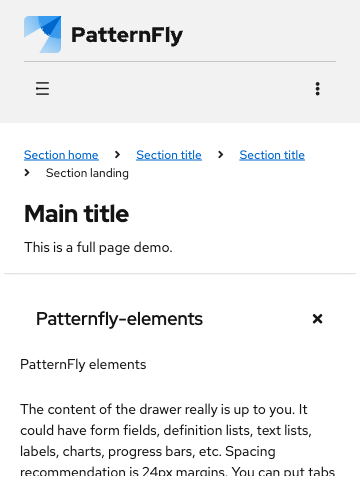 PatternFly
Section home
Section title
Section title
Section landing
Main title
This is a full page demo.
Patternfly-elements
PatternFly elements
The content of the drawer really is up to you. It
could have form fields, definition lists, text lists,
labels, charts, progress bars, etc. Spacing
recommendation is 24px margins. You can put tabs